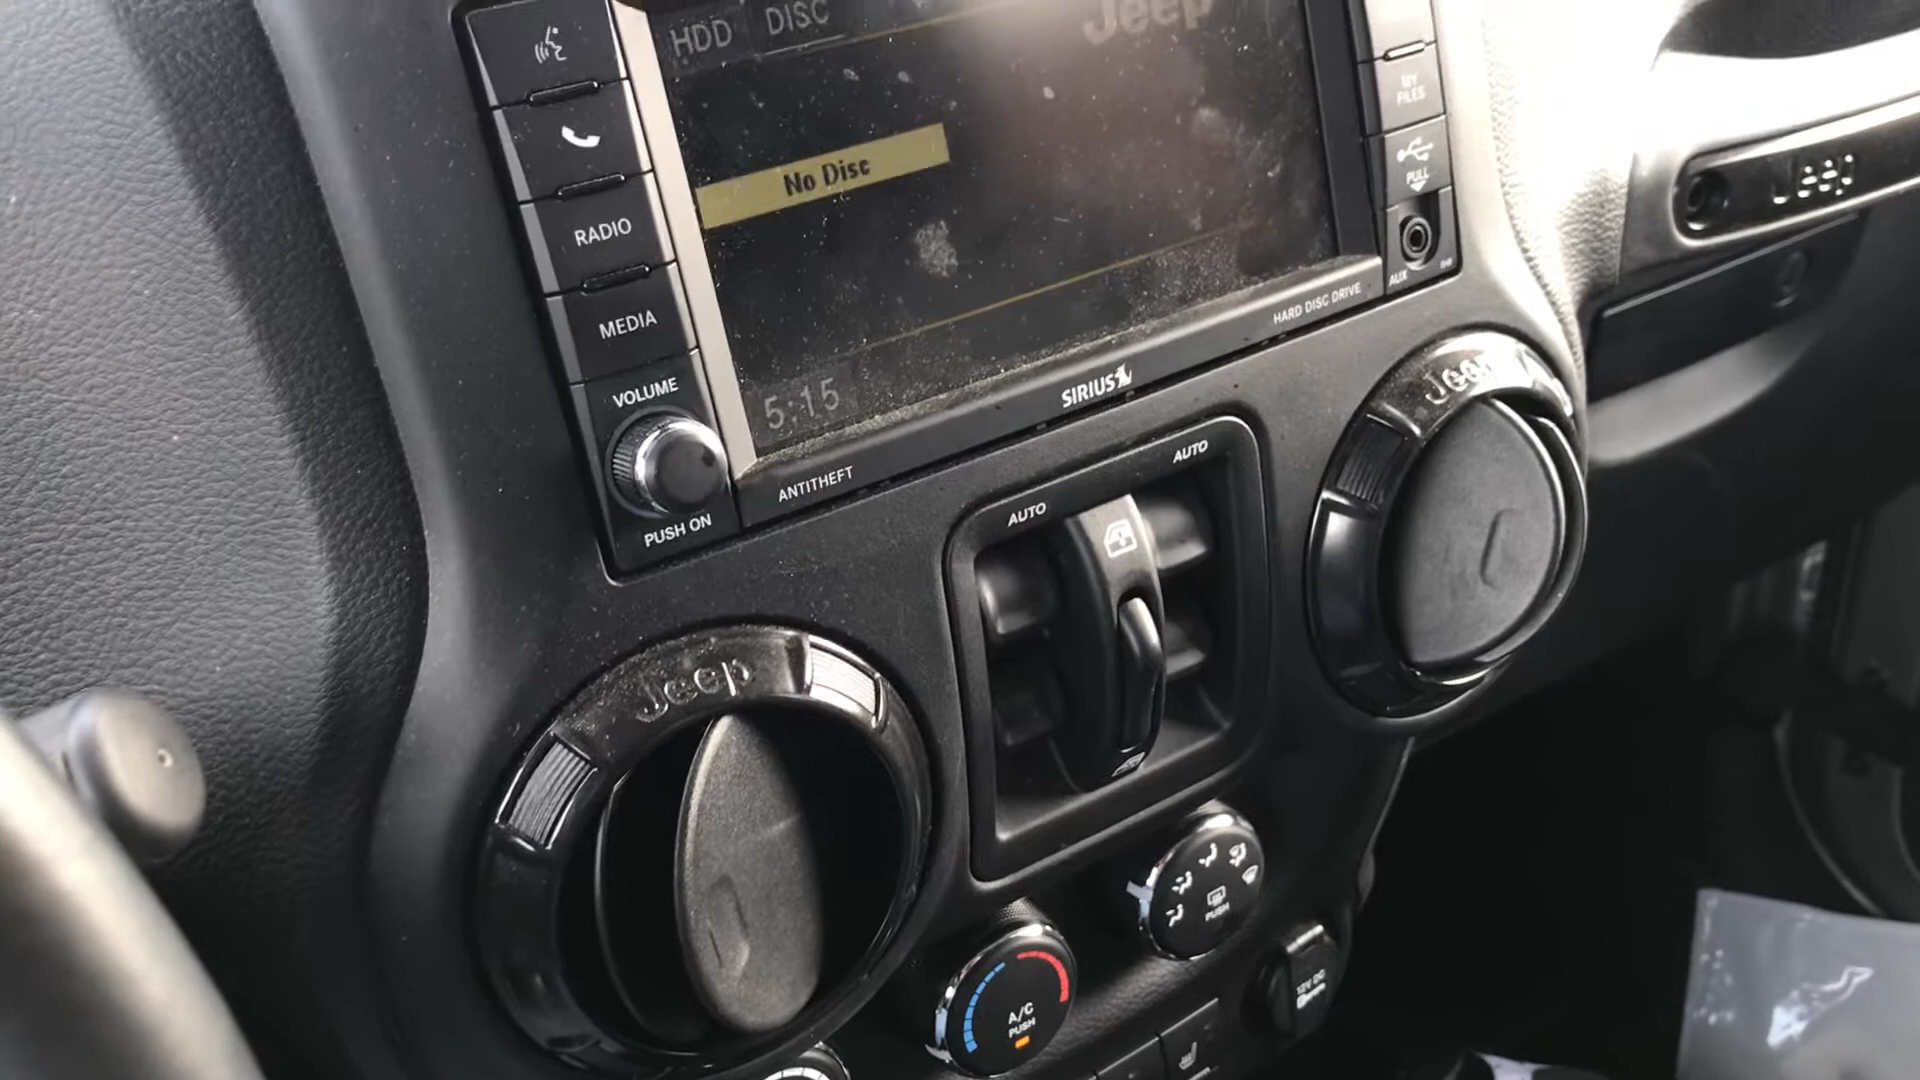 HDD DISC
Jeep
No Disc
5:15
RADIO
MEDIA
VOLUME
PUSH ON
ANTITHEFT
SIRIUS
HARD DISC DRIVE
MY
FILES
PULL
AUX
Jeep
Jeep
AUTO
AUTO
Jeep
PUSH
A/C
PUSH
12V DC